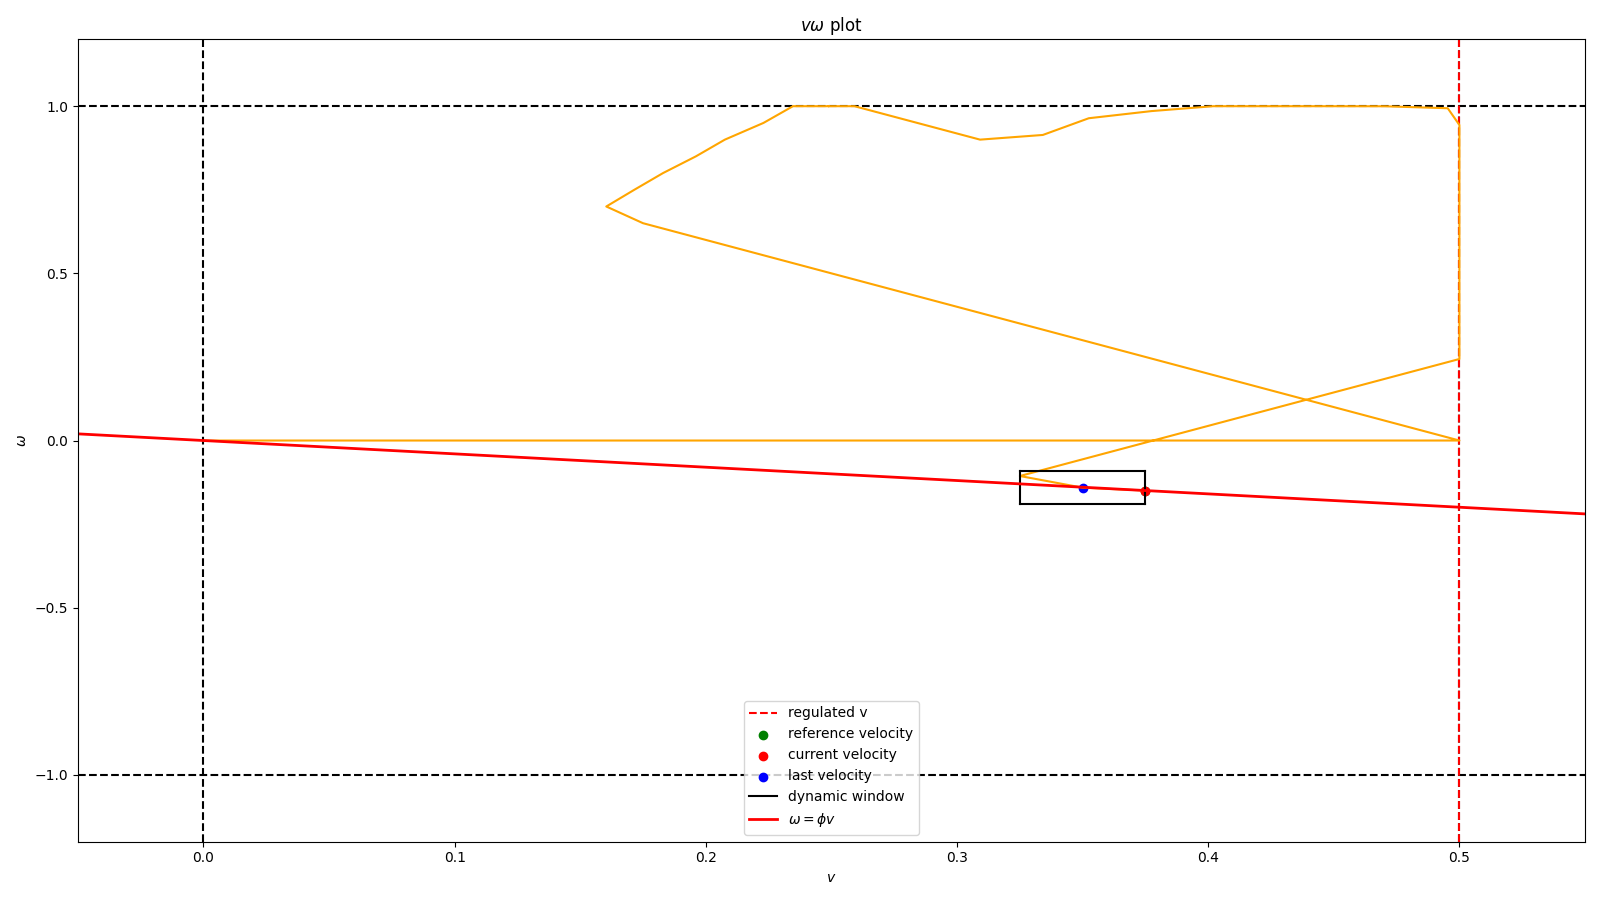 vω plot
1.0
0.5
0.0
−0.5
−1.0
ω
0.0
0.1
0.2
0.3
0.4
0.5
v
regulated v
reference velocity
current velocity
last velocity
dynamic window
ω = ϕv